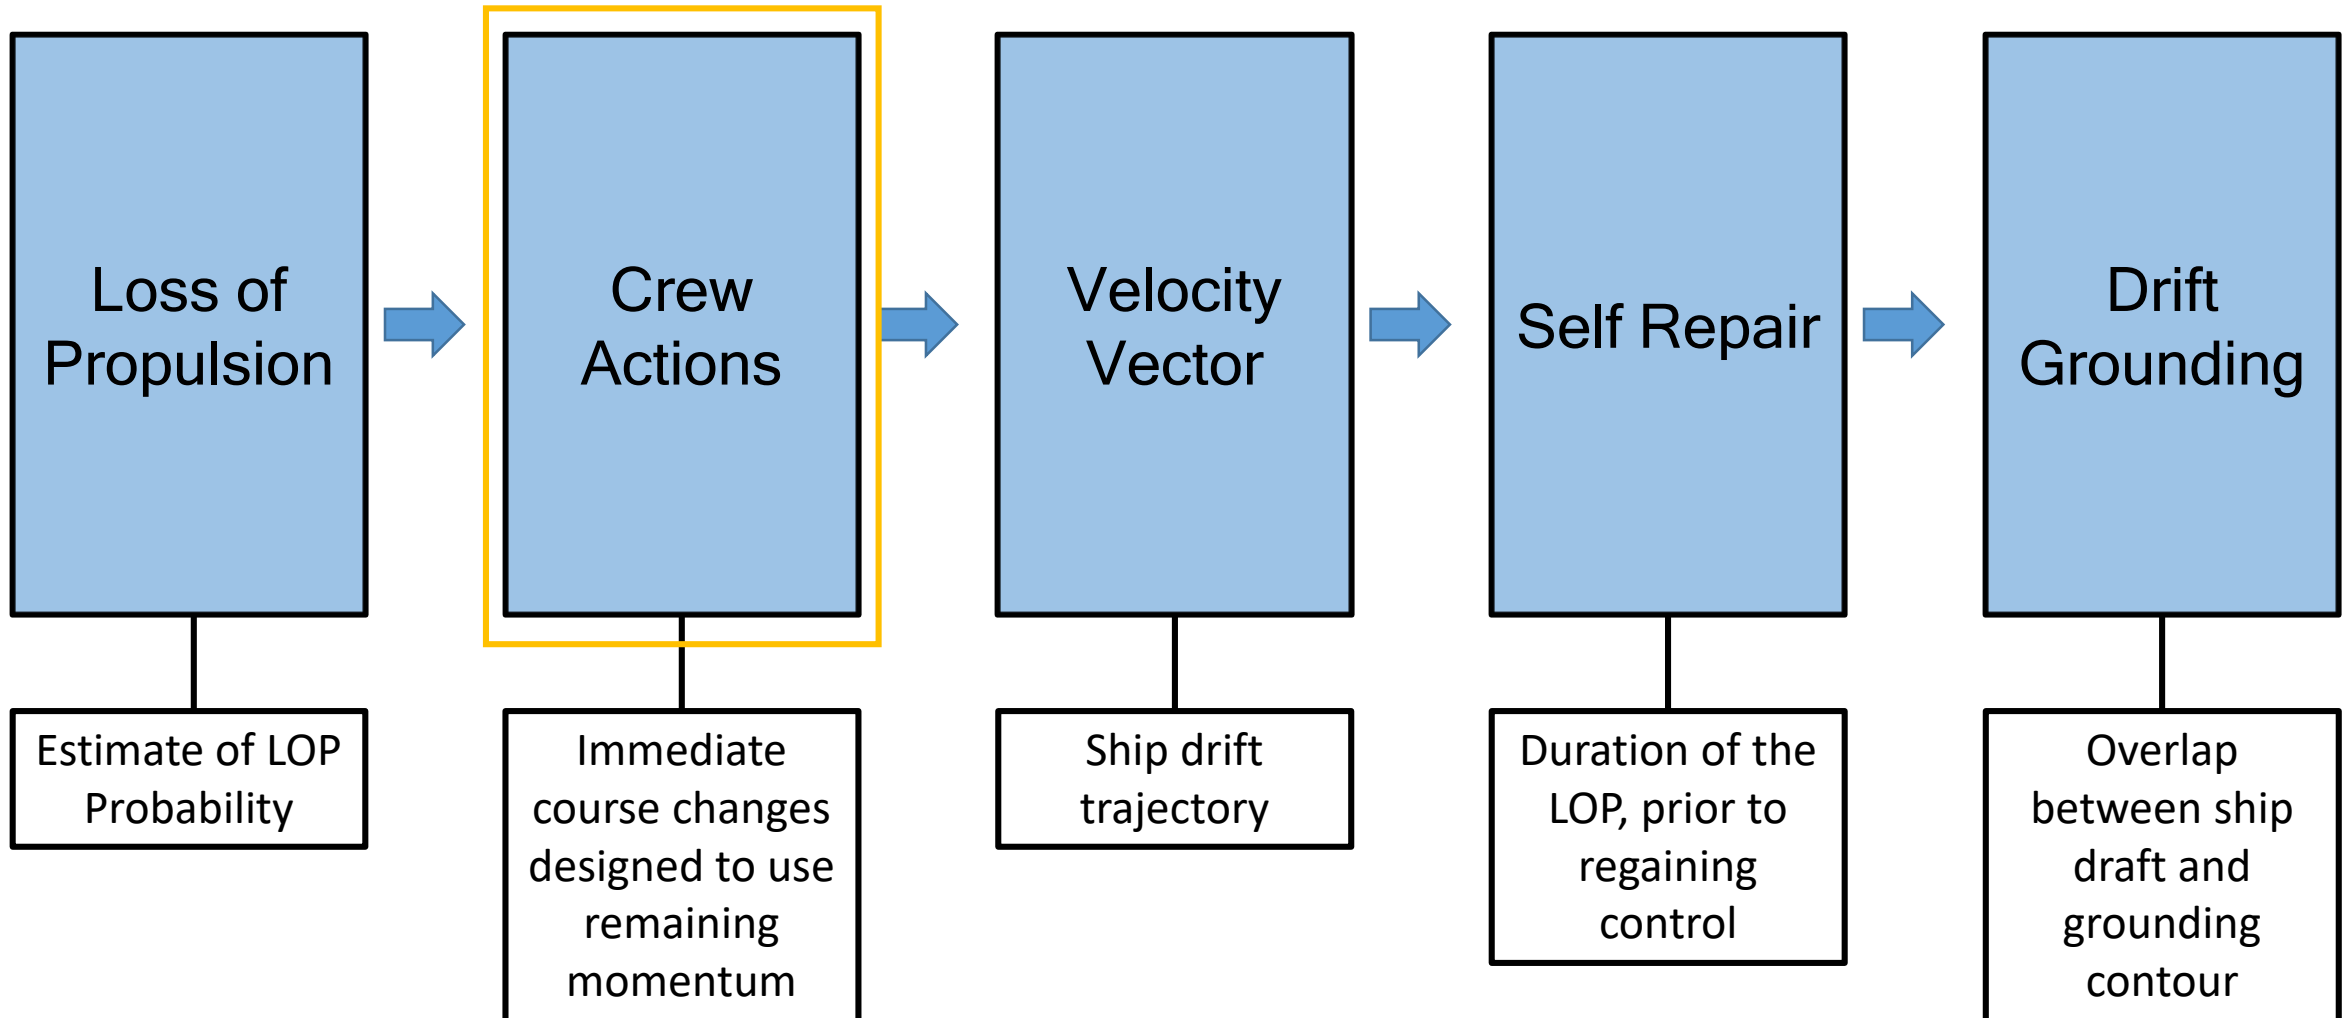 Loss of
Propulsion
Crew
Actions
Velocity
Vector
Self Repair
Drift
Grounding
Estimate of LOP
Probability
Immediate
course changes
designed to use
remaining
momentum
Ship drift
trajectory
Duration of the
LOP, prior to
regaining
control
Overlap
between ship
draft and
grounding
contour